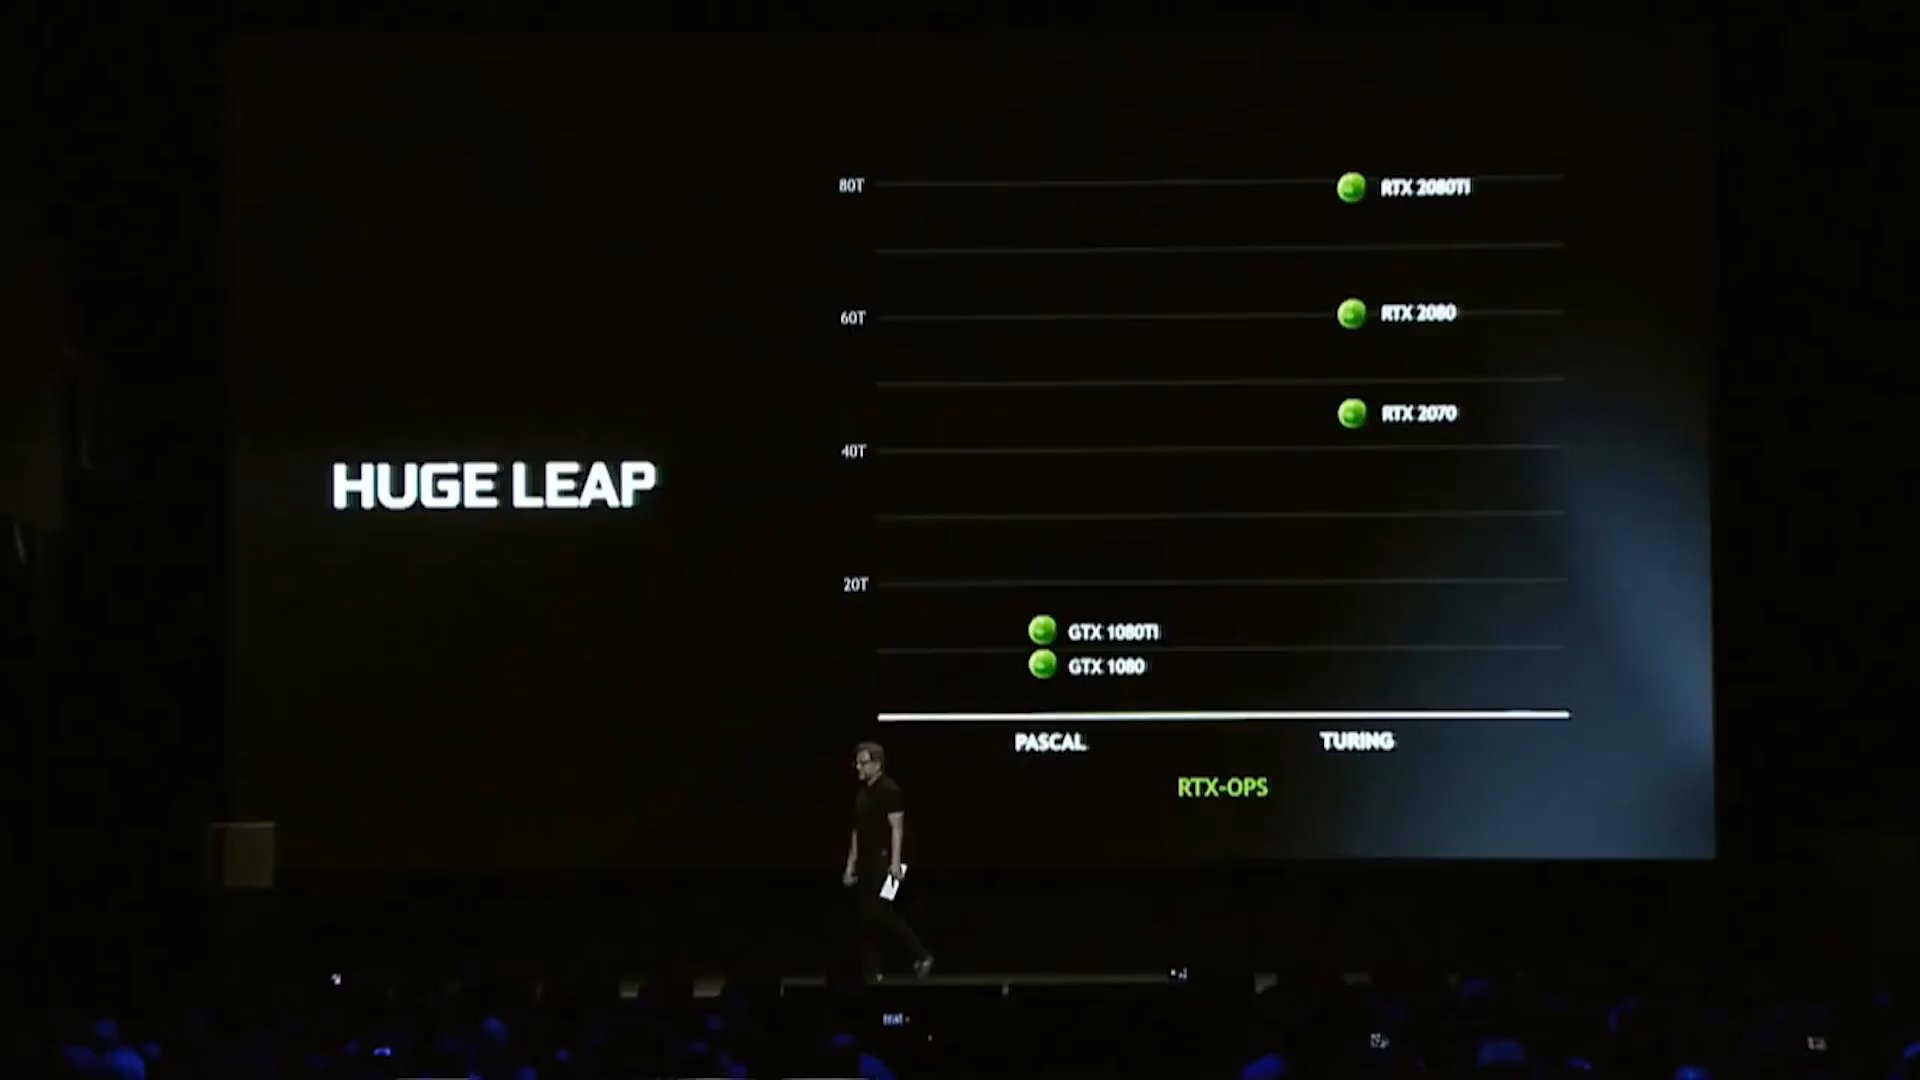 HUGE LEAP
80T
RTX 2080TI
60T
RTX 2080
RTX 2070
40T
20T
GTX 1080TI
GTX 1080
PASCAL
TURING
RTX-OPS